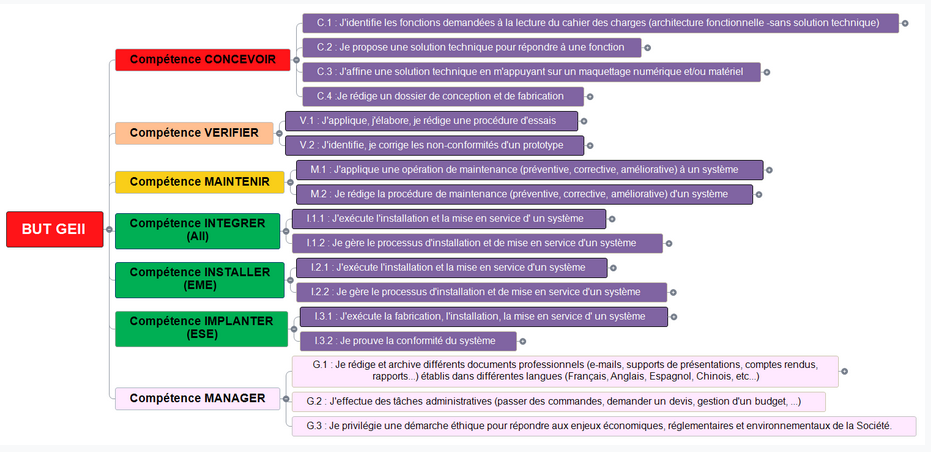 BUT GEII
Compétence CONCEVOIR
C.1 : J'identifie les fonctions demandées à la lecture du cahier des charges (architecture fonctionnelle -sans solution technique)
C.2 : Je propose une solution technique pour répondre à une fonction
C.3 : J'affine une solution technique en m'appuyant sur un maquettage numérique et/ou matériel
C.4 :Je rédige un dossier de conception et de fabrication
Compétence VERIFIER
V.1 : J'applique, j'élabore, je rédige une procédure d'essais
V.2 : J'identifie, je corrige les non-conformités d'un prototype
Compétence MAINTENIR
M.1 : J'applique une opération de maintenance (préventive, corrective, améliorative) à un système
M.2 : Je rédige la procédure de maintenance (préventive, corrective, améliorative) d'un système
Compétence INTEGRER
(AII)
I.1.1 : J'exécute l'installation et la mise en service d' un système
I.1.2 : Je gère le processus d'installation et de mise en service d'un système
Compétence INSTALLER
(EME)
I.2.1 : J'exécute l'installation et la mise en service d'un système
I.2.2 : Je gère le processus d'installation et de mise en service d'un système
Compétence IMPLANTER
(ESE)
I.3.1 : J'exécute la fabrication, l'installation, la mise en service d' un système
I.3.2 : Je prouve la conformité du système
Compétence MANAGER
G.1 : Je rédige et archive différents documents professionnels (e-mails, supports de présentations, comptes rendus,
rapports...) établis dans différentes langues (Français, Anglais, Espagnol, Chinois, etc...)
G.2 : J'effectue des tâches administratives (passer des commandes, demander un devis, gestion d'un budget, ...)
G.3 : Je privilégie une démarche éthique pour répondre aux enjeux économiques, réglementaires et environnementaux de la Société.